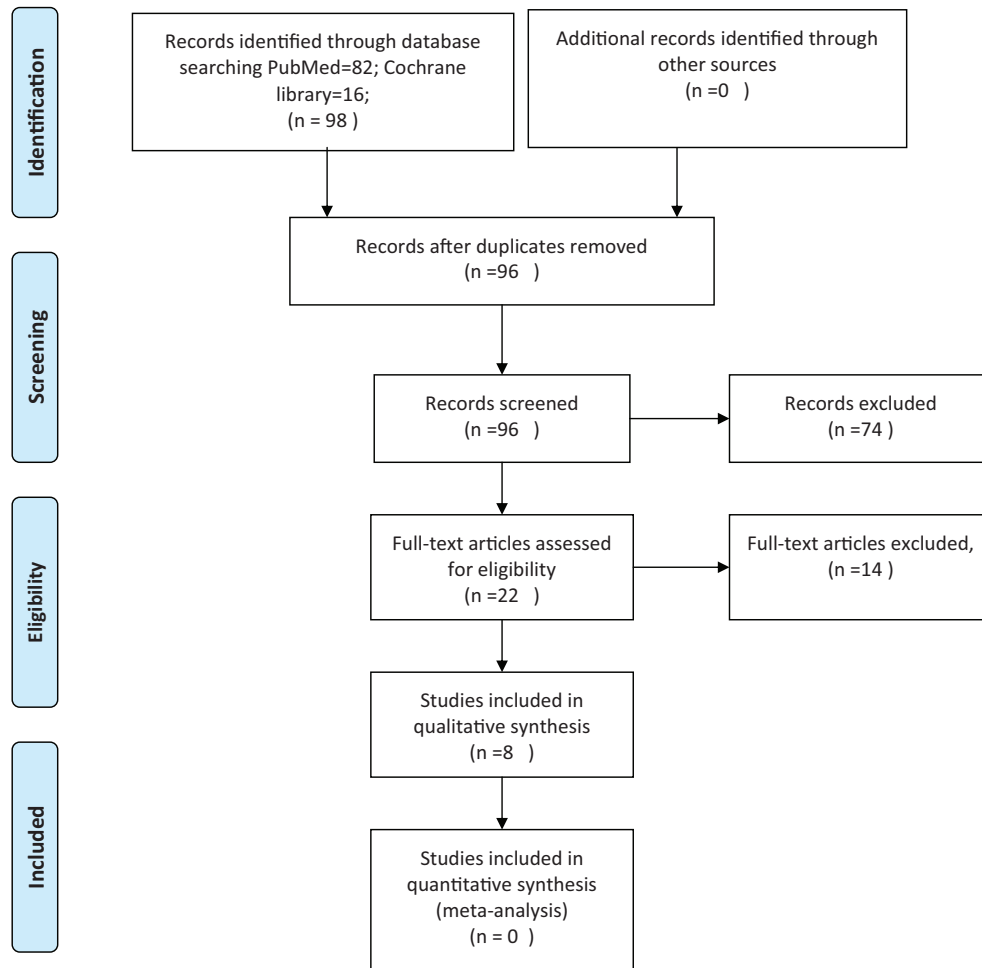 Identification
Records identified through database
searching PubMed=82; Cochrane
library=16;
(n = 98 )
Additional records identified through
other sources
(n =0 )
Records after duplicates removed
(n =96 )
Screening
Records screened
(n =96 )
Records excluded
(n =74 )
Eligibility
Full-text articles assessed
for eligibility
(n =22 )
Full-text articles excluded,
(n =14 )
Studies included in
qualitative synthesis
(n =8 )
Included
Studies included in
quantitative synthesis
(meta-analysis)
(n = 0 )